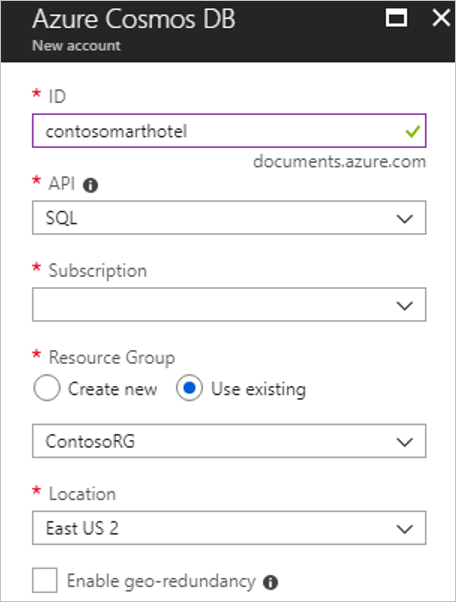 Azure Cosmos DB
New account
* ID
contosomarthotel
documents.azure.com
* API
SQL
* Subscription
* Resource Group
Create new Use existing
ContosoRG
* Location
East US 2
Enable geo-redundancy